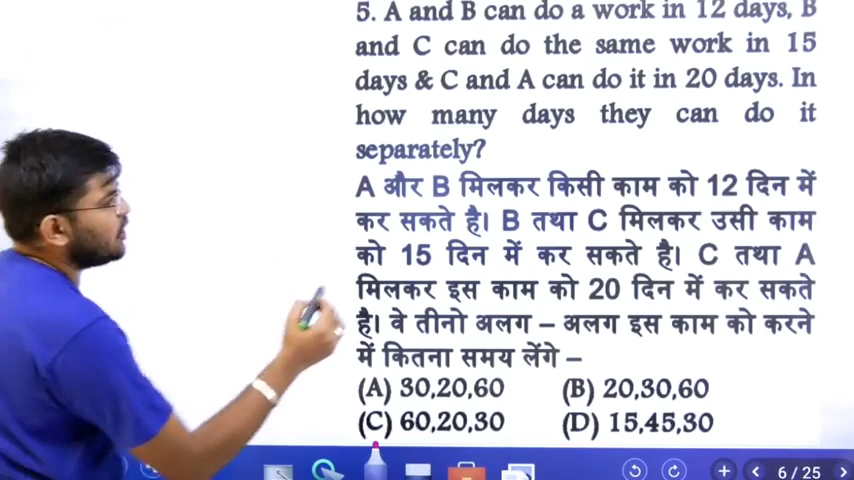 5. A and B can do a work in 12 days, B
and C can do the same work in 15
days & C and A can do it in 20 days. In
how many days they can do it
separately?
A और B मिलकर किसी काम को 12 दिन में
कर सकते है। B तथा C मिलकर उसी काम
को 15 दिन में कर सकते है। C तथा A
मिलकर इस काम को 20 दिन में कर सकते
है। वे तीनो अलग – अलग इस काम को करने
में कितना समय लेंगे –
(A) 30,20,60 (B) 20,30,60
(C) 60,20,30 (D) 15,45,30
6 / 25